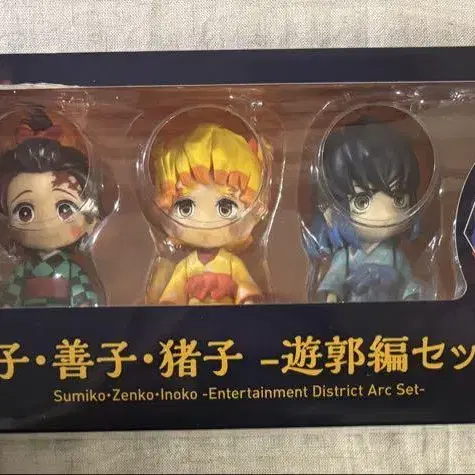 子・善子・猪子 -遊郭編セッ
Sumiko・Zenko・Inoko -Entertainment District Arc Set-